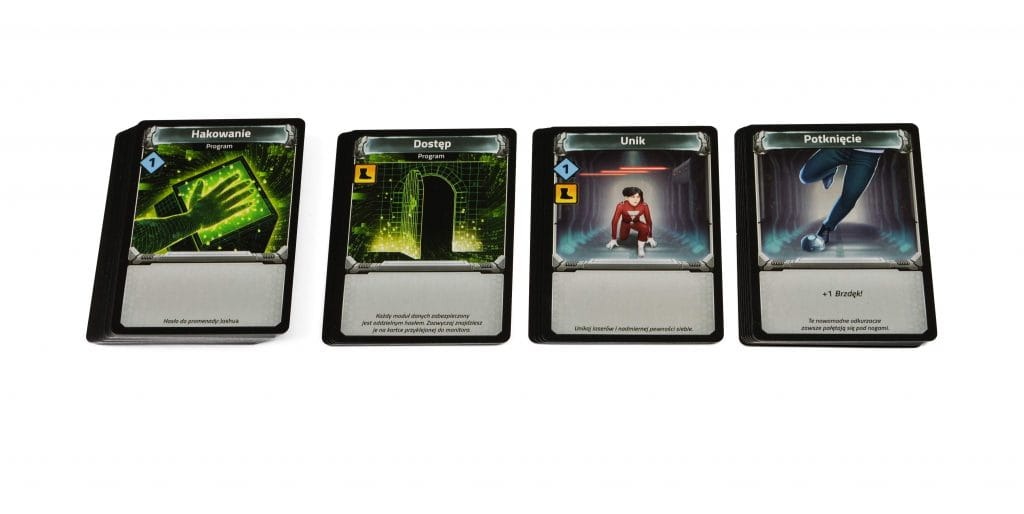 Hakowanie
Program
1
Hasło do promenady Joshua.
Dostęp
Program
Każdy moduł danych zabezpieczony
jest oddzielnym hasłem. Zazwyczaj znajdziesz
je na kartce przyklejonej do monitora.
Unik
1
Unikaj laserów i nadmiernej pewności siebie.
Potknięcie
+1 Brzdęk!
Te nowomodne odkurzacze
zawsze połętają się pod nogami.